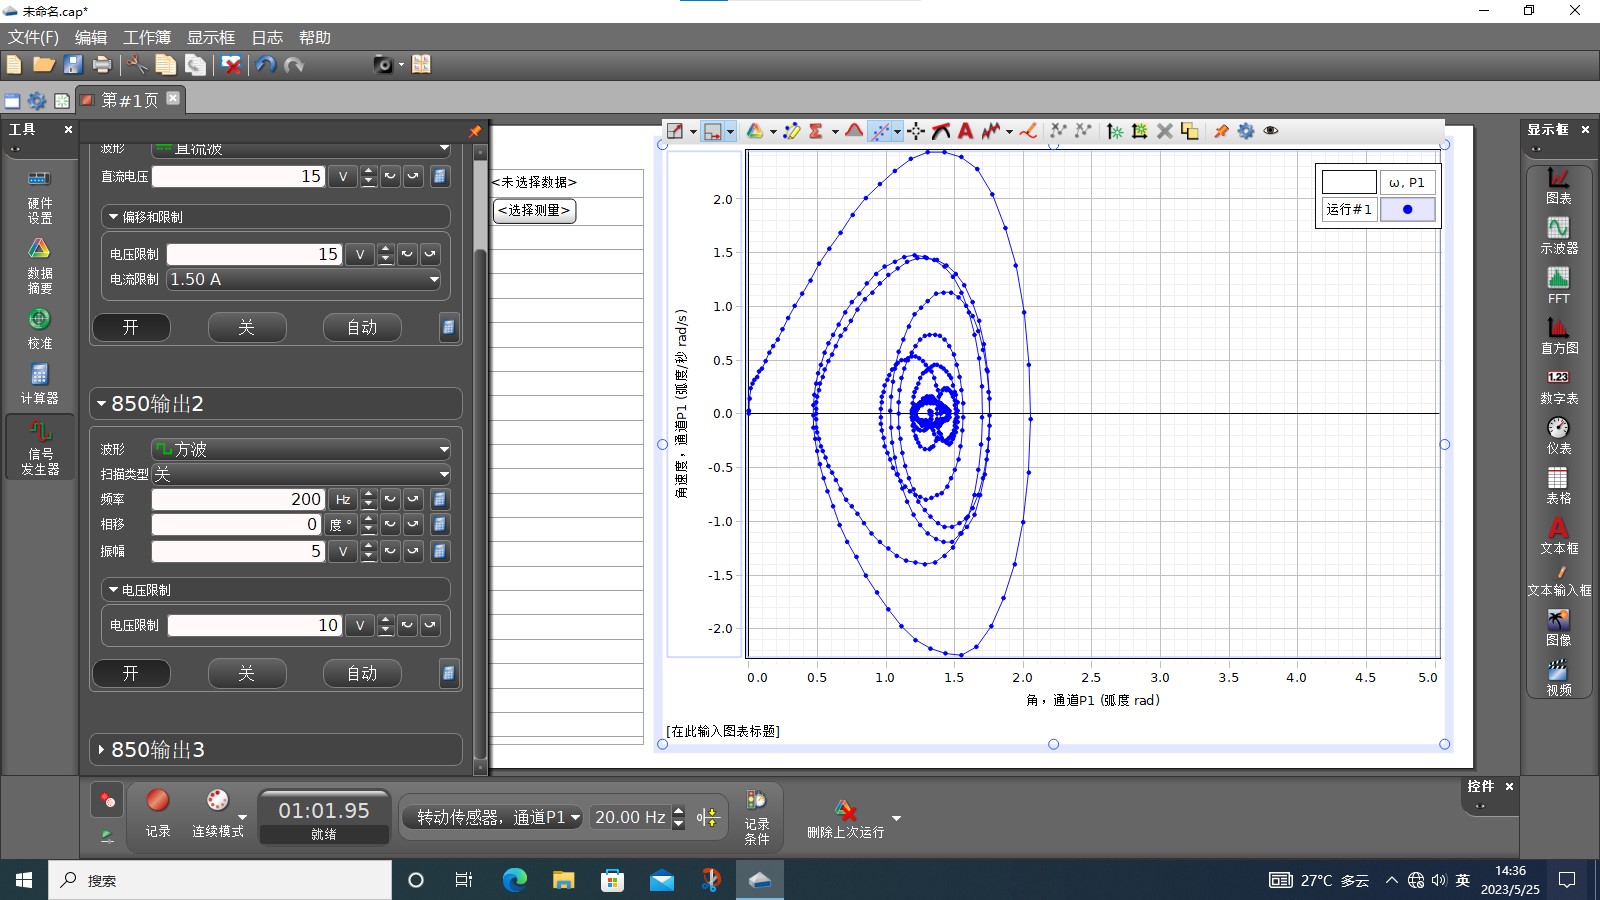 未命名.cap*
文件(F) 编辑 工作簿 显示框 日志 帮助
第#1页
工具
硬件
设置
数据
摘要
校准
计算器
信号
发生器
波形 直流波
直流电压 15 V
偏移和限制
电压限制 15 V
电流限制 1.50 A
开 关 自动
850输出2
波形 方波
扫描类型 关
频率 200 Hz
相移 0 度 °
振幅 5 V
电压限制
电压限制 10 V
开 关 自动
850输出3
<未选择数据>
<选择测量>
ω, P1
运行#1
2.0
1.5
1.0
0.5
0.0
-0.5
-1.0
-1.5
-2.0
角速度，通道P1 (弧度/秒 rad/s)
0.0 0.5 1.0 1.5 2.0 2.5 3.0 3.5 4.0 4.5 5.0
角，通道P1 (弧度 rad)
[在此输入图表标题]
显示框
图表
示波器
FFT
直方图
1.23
数字表
仪表
表格
A
文本框
文本输入框
图像
视频
记录
连续模式
01:01.95
就绪
转动传感器，通道P1
20.00 Hz
记录
条件
删除上次运行
控件
搜索
27°C 多云
英
14:36
2023/5/25